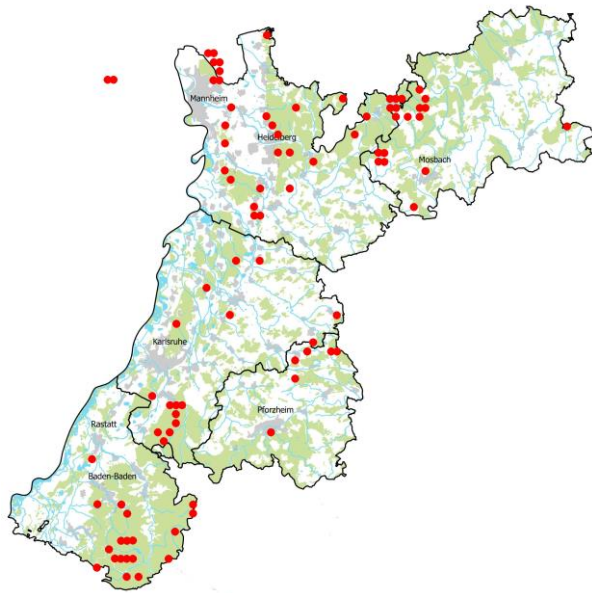 Mannheim
Heidelberg
Mosbach
Karlsruhe
Pforzheim
Rastatt
Baden-Baden